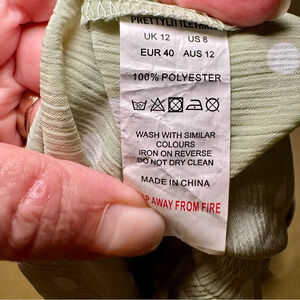 PRETTYLITTLETHING
UK 12 US 8
EUR 40 AUS 12
100% POLYESTER
WASH WITH SIMILAR
COLOURS
IRON ON REVERSE
DO NOT DRY CLEAN
MADE IN CHINA
AWAY FROM FIRE